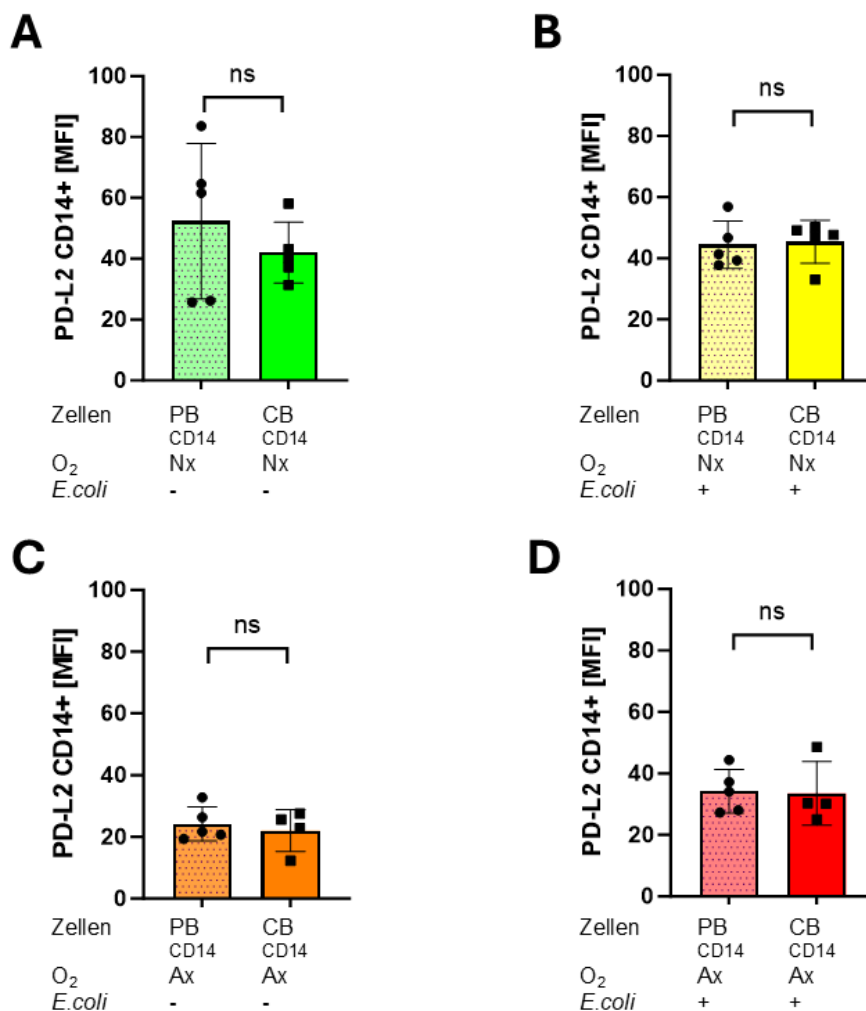 A
PD-L2 CD14+ [MFI]
100
80
60
40
20
0
ns
Zellen PB CB
CD14 CD14
O₂ Nx Nx
E.coli - -
B
PD-L2 CD14+ [MFI]
100
80
60
40
20
0
ns
PB CB
CD14 CD14
Zellen
O₂ Nx Nx
E.coli + +
C
PD-L2 CD14+ [MFI]
100
80
60
40
20
0
ns
Zellen PB CB
CD14 CD14
O₂ Ax Ax
E.coli - -
D
PD-L2 CD14+ [MFI]
100
80
60
40
20
0
ns
Zellen PB CB
CD14 CD14
O₂ Ax Ax
E.coli + +